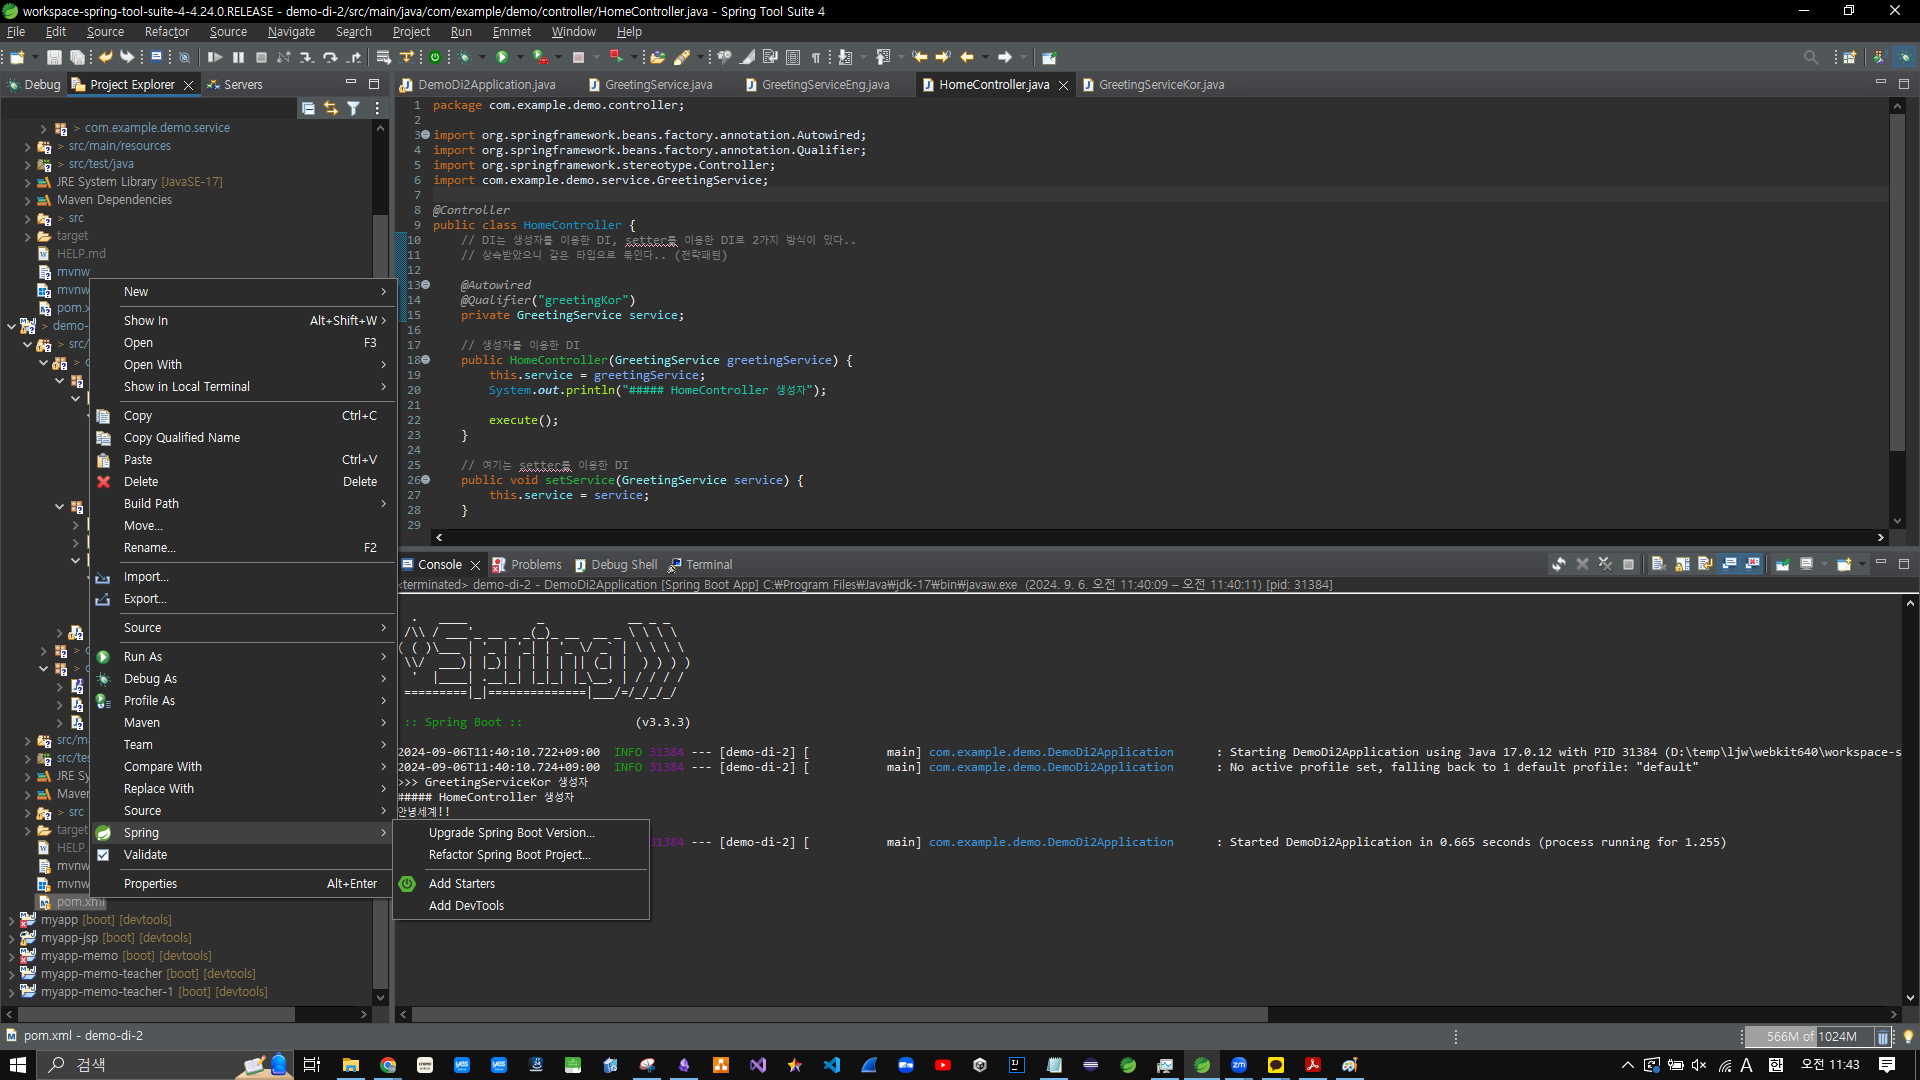 workspace-spring-tool-suite-4-4.24.0.RELEASE - demo-di-2/src/main/java/com/example/demo/controller/HomeController.java - Spring Tool Suite 4
File Edit Source Refactor Source Navigate Search Project Run Emmet Window Help
Debug Project Explorer Servers
DemoDi2Application.java GreetingService.java GreetingServiceEng.java HomeController.java GreetingServiceKor.java
> com.example.demo.service
> src/main/resources
> src/test/java
JRE System Library [JavaSE-17]
Maven Dependencies
> src
target
HELP.md
mvnw
mvnw
pom.x
> demo-
> src/
src/ma
src/tes
JRE Sy
Maven
> src
target
HELP.
mvnw
mvnw
pom.xml
myapp [boot] [devtools]
myapp-jsp [boot] [devtools]
myapp-memo [boot] [devtools]
myapp-memo-teacher [boot] [devtools]
myapp-memo-teacher-1 [boot] [devtools]
New
Show In Alt+Shift+W
Open F3
Open With
Show in Local Terminal
Copy Ctrl+C
Copy Qualified Name
Paste Ctrl+V
Delete Delete
Build Path
Move...
Rename... F2
Import...
Export...
Source
Run As
Debug As
Profile As
Maven
Team
Compare With
Replace With
Source
Spring
Validate
Properties Alt+Enter
Upgrade Spring Boot Version...
Refactor Spring Boot Project...
Add Starters
Add DevTools
1 package com.example.demo.controller;
2
3 import org.springframework.beans.factory.annotation.Autowired;
4 import org.springframework.beans.factory.annotation.Qualifier;
5 import org.springframework.stereotype.Controller;
6 import com.example.demo.service.GreetingService;
7
8 @Controller
9 public class HomeController {
10 // DI는 생성자를 이용한 DI, setter를 이용한 DI로 2가지 방식이 있다..
11 // 상속받았으니 같은 타입으로 묶인다.. (전략패턴)
12
13 @Autowired
14 @Qualifier("greetingKor")
15 private GreetingService service;
16
17 // 생성자를 이용한 DI
18 public HomeController(GreetingService greetingService) {
19 this.service = greetingService;
20 System.out.println("##### HomeController 생성자");
21
22 execute();
23 }
24
25 // 여기는 setter를 이용한 DI
26 public void setService(GreetingService service) {
27 this.service = service;
28 }
29
Console Problems Debug Shell Terminal
<terminated> demo-di-2 - DemoDi2Application [Spring Boot App] C:₩Program Files₩Java₩jdk-17₩bin₩javaw.exe (2024. 9. 6. 오전 11:40:09 – 오전 11:40:11) [pid: 31384]
Spring
:: Spring Boot :: (v3.3.3)
2024-09-06T11:40:10.722+09:00 INFO 31384 --- [demo-di-2] [ main] com.example.demo.DemoDi2Application : Starting DemoDi2Application using Java 17.0.12 with PID 31384 (D:\temp\ljw\webkit640\workspace-s
2024-09-06T11:40:10.724+09:00 INFO 31384 --- [demo-di-2] [ main] com.example.demo.DemoDi2Application : No active profile set, falling back to 1 default profile: "default"
>>> GreetingServiceKor 생성자
##### HomeController 생성자
안녕세계!!
31384 --- [demo-di-2] [ main] com.example.demo.DemoDi2Application : Started DemoDi2Application in 0.665 seconds (process running for 1.255)
pom.xml - demo-di-2
566M of 1024M
검색
A 한 오전 11:43